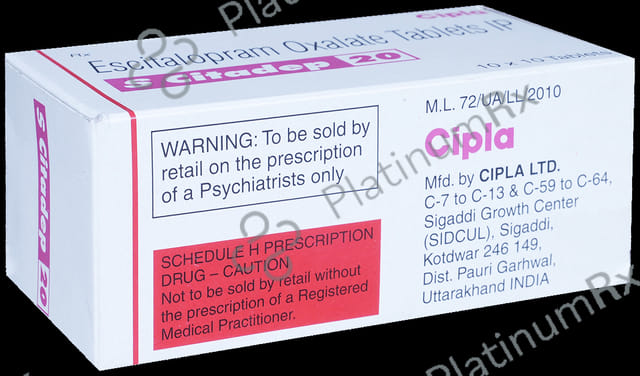 Rx
Cipla
Escitalopram Oxalate Tablets IP
S Citadep 20
10 x 10 Tablets
WARNING: To be sold by
retail on the prescription
of a Psychiatrists only.
SCHEDULE H PRESCRIPTION
DRUG – CAUTION
Not to be sold by retail without
the prescription of a Registered
Medical Practitioner.
M.L. 72/UA/LL/2010
Cipla
Mfd. by CIPLA LTD.
C-7 to C-13 & C-59 to C-64,
Sigaddi Growth Center
(SIDCUL), Sigaddi,
Kotdwar 246 149,
Dist. Pauri Garhwal,
Uttarakhand INDIA
S Citadep 20
PlatinumRx
PlatinumRx
PlatinumRx